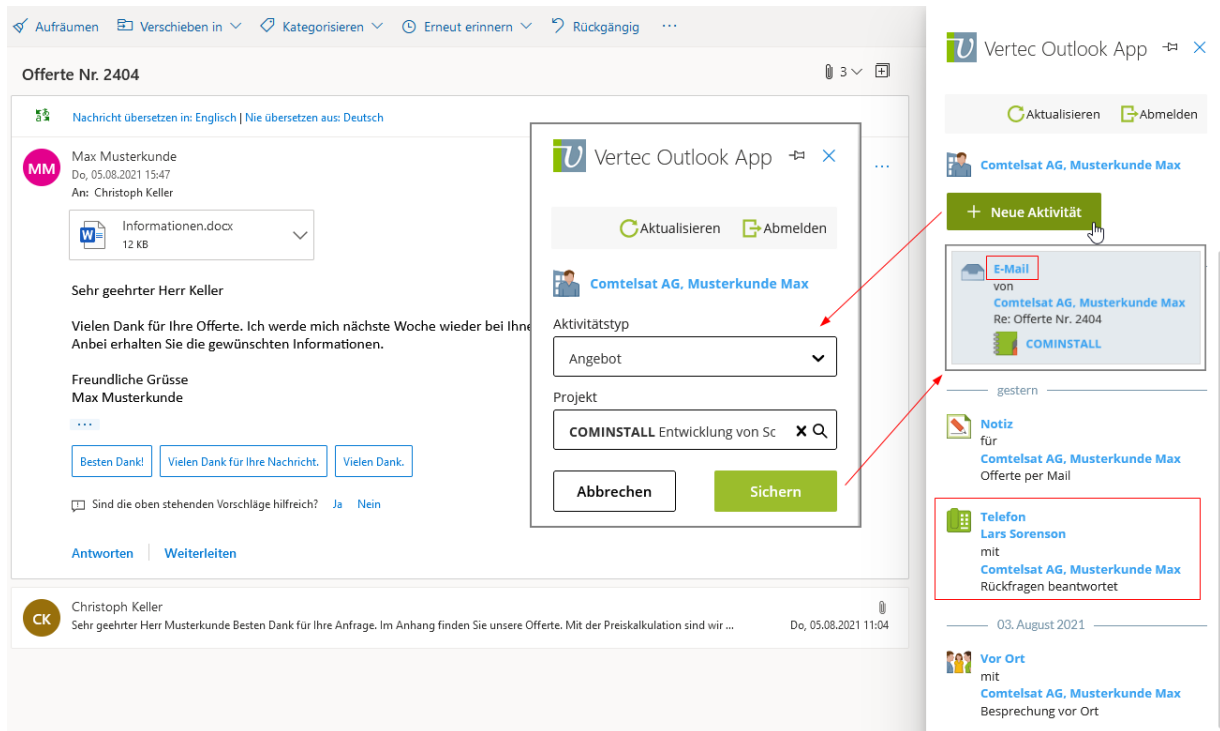 Aufräumen
Verschieben in
Kategorisieren
Erneut erinnern
Rückgängig
Offerte Nr. 2404
3
Nachricht übersetzen in: Englisch | Nie übersetzen aus: Deutsch
MM
Max Musterkunde
Do, 05.08.2021 15:47
An: Christoph Keller
Informationen.docx
12 KB
Sehr geehrter Herr Keller
Vielen Dank für Ihre Offerte. Ich werde mich nächste Woche wieder bei Ihne
Anbei erhalten Sie die gewünschten Informationen.
Freundliche Grüsse
Max Musterkunde
...
Besten Dank!
Vielen Dank für Ihre Nachricht.
Vielen Dank.
Sind die oben stehenden Vorschläge hilfreich? Ja Nein
Antworten
Weiterleiten
CK
Christoph Keller
Sehr geehrter Herr Musterkunde Besten Dank für Ihre Anfrage. Im Anhang finden Sie unsere Offerte. Mit der Preiskalkulation sind wir ...
Do, 05.08.2021 11:04
Vertec Outlook App
Aktualisieren
Abmelden
Comtelsat AG, Musterkunde Max
Aktivitätstyp
Angebot
Projekt
COMINSTALL Entwicklung von Sc
Abbrechen
Sichern
Vertec Outlook App
Aktualisieren
Abmelden
Comtelsat AG, Musterkunde Max
+ Neue Aktivität
E-Mail
von
Comtelsat AG, Musterkunde Max
Re: Offerte Nr. 2404
COMINSTALL
gestern
Notiz
für
Comtelsat AG, Musterkunde Max
Offerte per Mail
Telefon
Lars Sorenson
mit
Comtelsat AG, Musterkunde Max
Rückfragen beantwortet
03. August 2021
Vor Ort
mit
Comtelsat AG, Musterkunde Max
Besprechung vor Ort